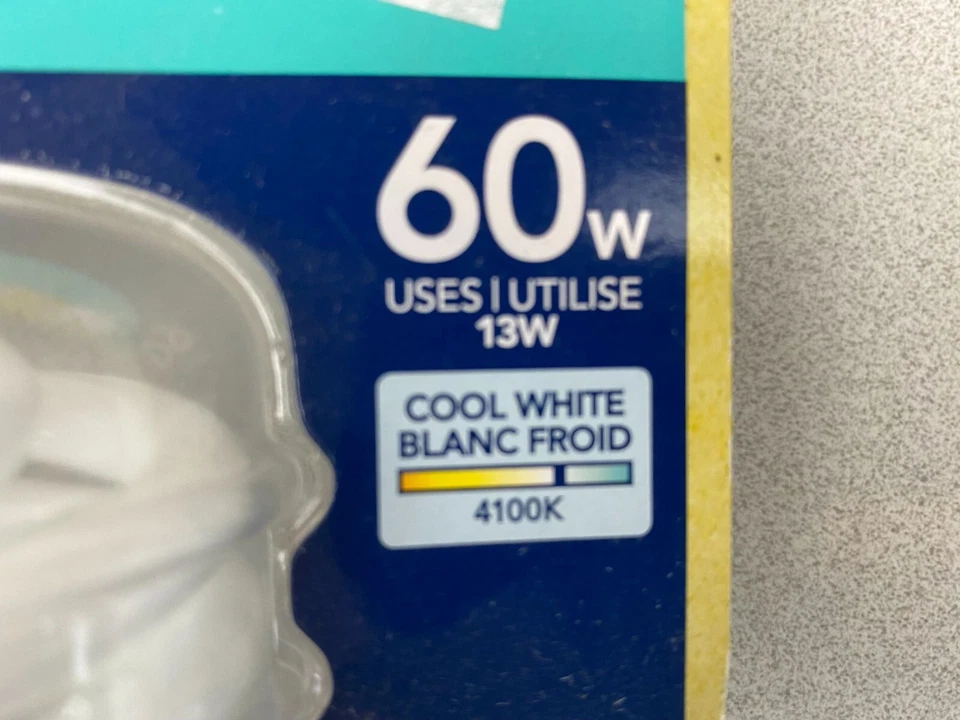 60W
USES | UTILISE
13W
COOL WHITE
BLANC FROID
4100K